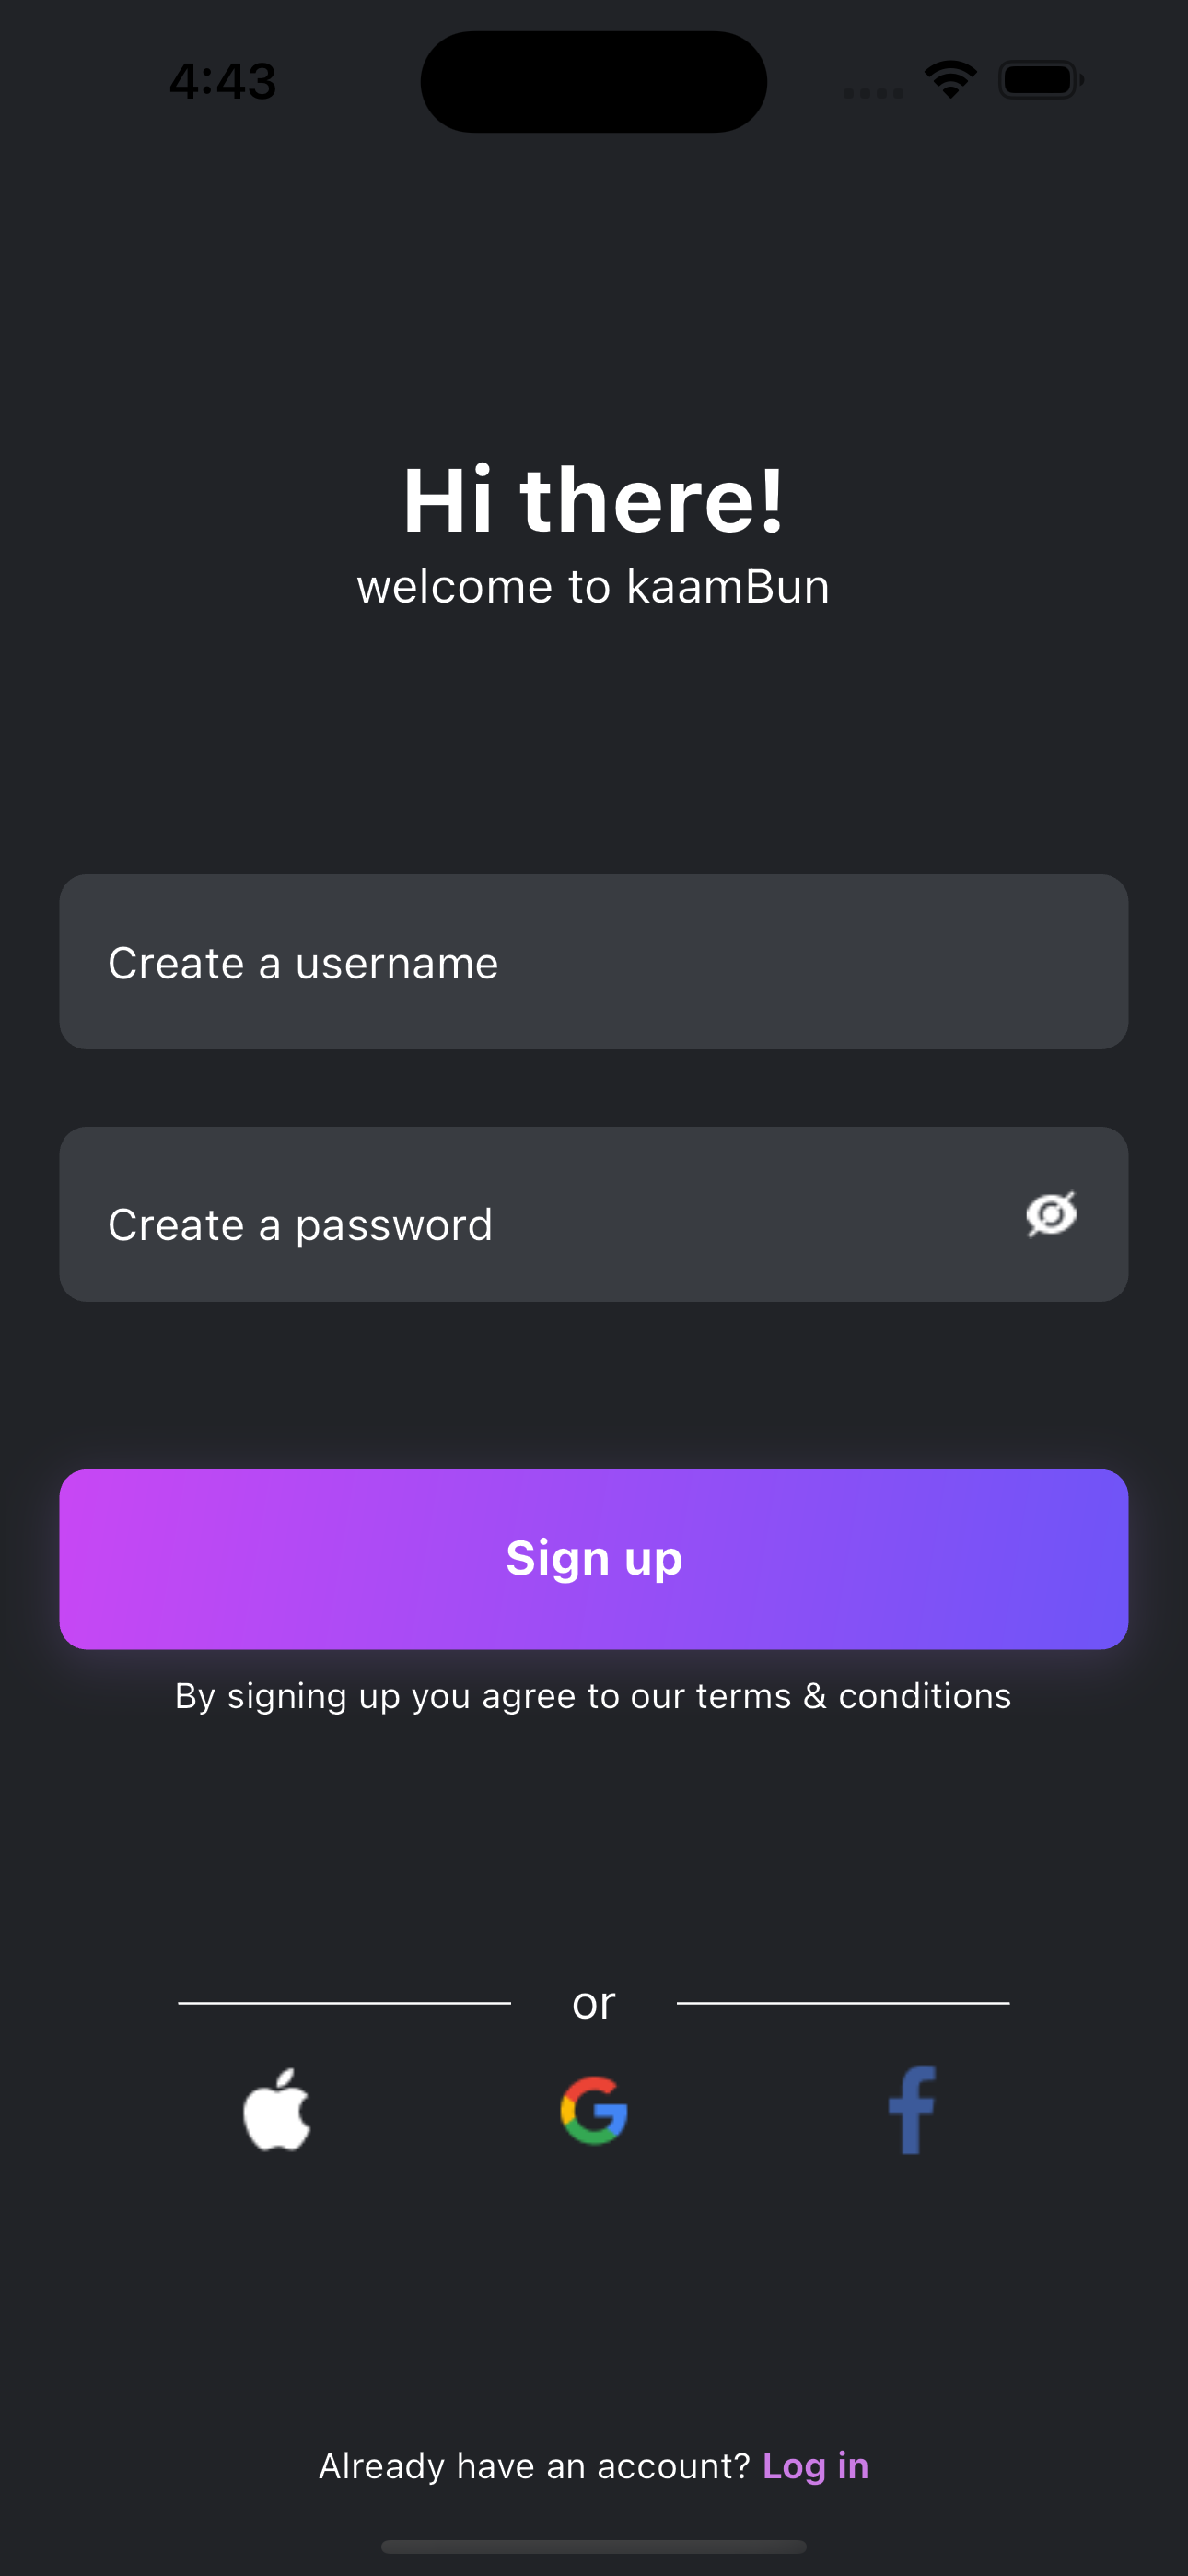 4:43
Hi there!
welcome to kaamBun
Create a username
Create a password
Sign up
By signing up you agree to our terms & conditions
or
Already have an account? Log in